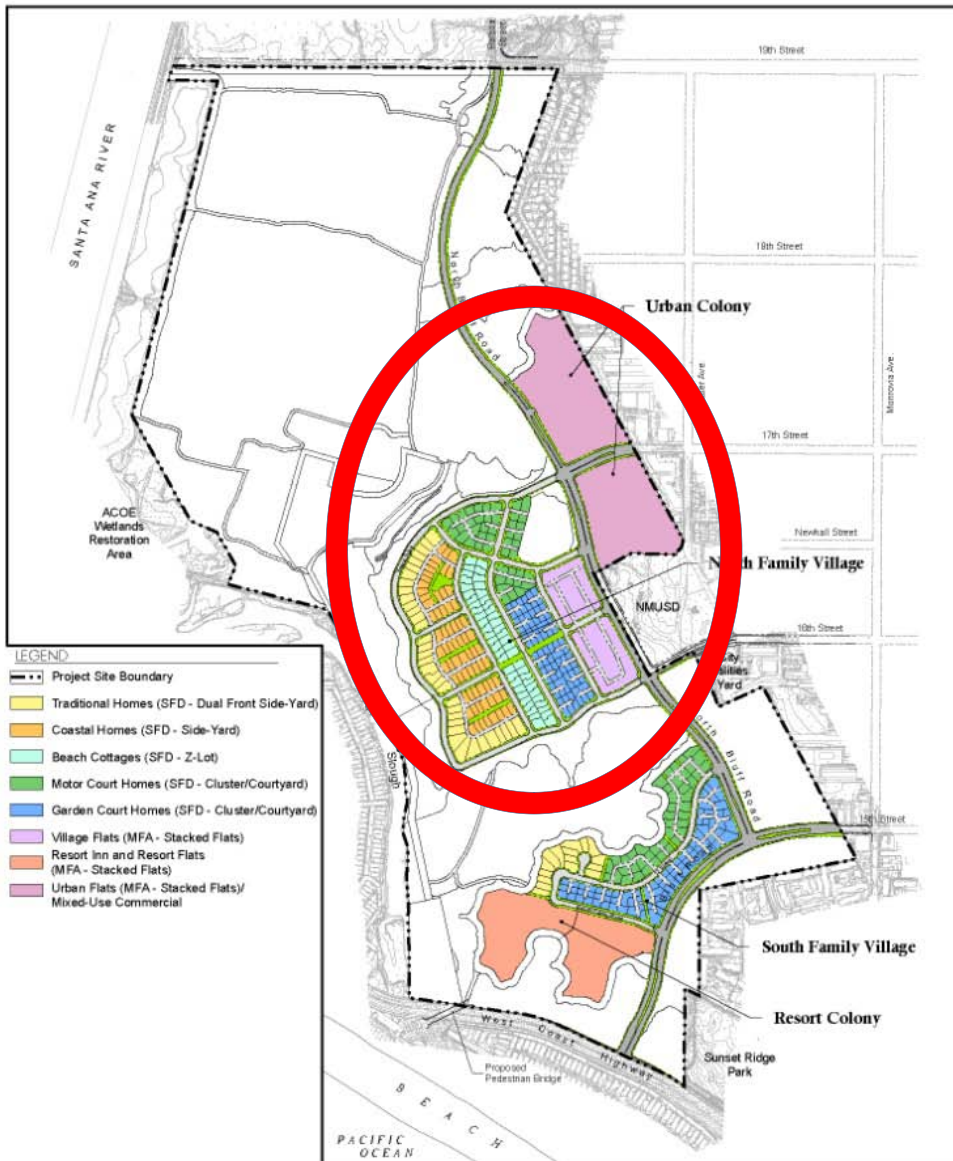 19th Street
SANTA ANA RIVER
18th Street
North
Road
Urban Colony
Monrovia Ave.
17th Street
ACOE
Wetlands
Restoration
Area
Newhall Street
Family Village
NMUSD
16th Street
Yard
LEGEND
Project Site Boundary
Traditional Homes (SFD - Dual Front Side-Yard)
Coastal Homes (SFD - Side-Yard)
Beach Cottages (SFD - Z-Lot)
Motor Court Homes (SFD - Cluster/Courtyard)
Garden Court Homes (SFD - Cluster/Courtyard)
Village Flats (MFA - Stacked Flats)
Resort Inn and Resort Flats
(MFA - Stacked Flats)
Urban Flats (MFA - Stacked Flats)/
Mixed-Use Commercial
Slough
Bluff Road
15th Street
South Family Village
Resort Colony
West Coast Highway
Sunset Ridge
Park
Proposed
Pedestrian Bridge
BEACH
PACIFIC
OCEAN